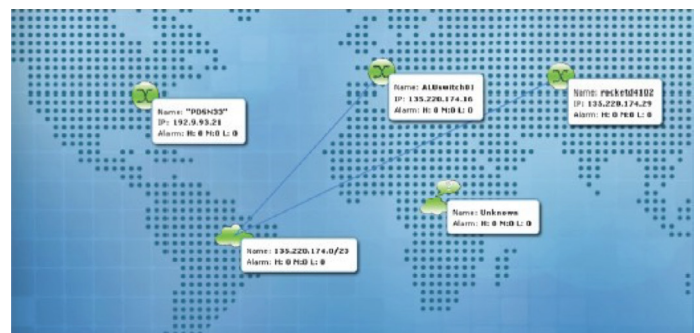 Name: ALUswitch01
IP: 135.220.174.16
Alarm: H: 0 M:0 L: 0
Name: rocketd4102
IP: 135.220.174.29
Alarm: H: 0 M:0 L: 0
Name: "PDSN33"
IP: 192.9.93.21
Alarm: H: 0 M:0 L: 0
Name: Unknown
Alarm: H: 0 M:0 L: 0
Name: 135.220.174.0/23
Alarm: H: 0 M:0 L: 0